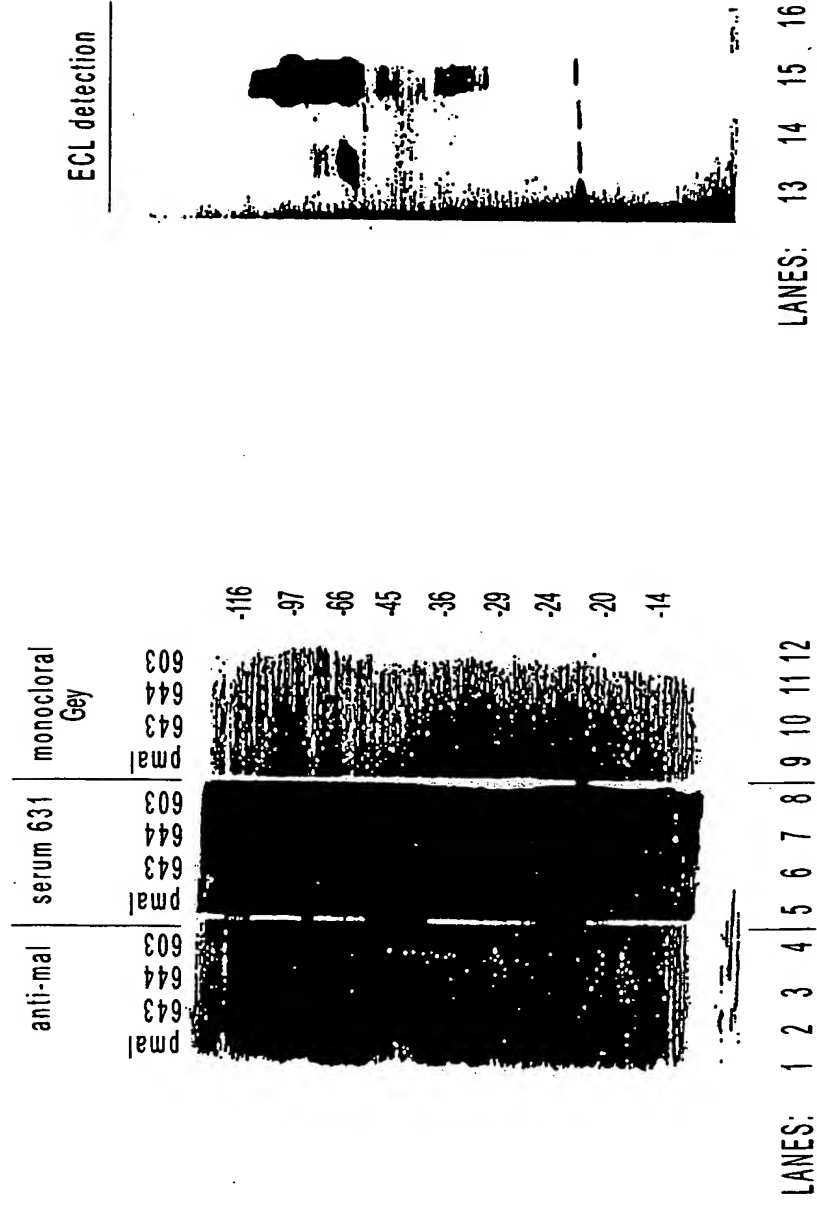 anti-mal
serum 631
monocloral
Gey
pmal 643 644 603
pmal 643 644 603
pmal 643 644 603
-116
-97
-66
-45
-36
-29
-24
-20
-14
LANES: 1 2 3 4 5 6 7 8 9 10 11 12
ECL detection
LANES: 13 14 15 16